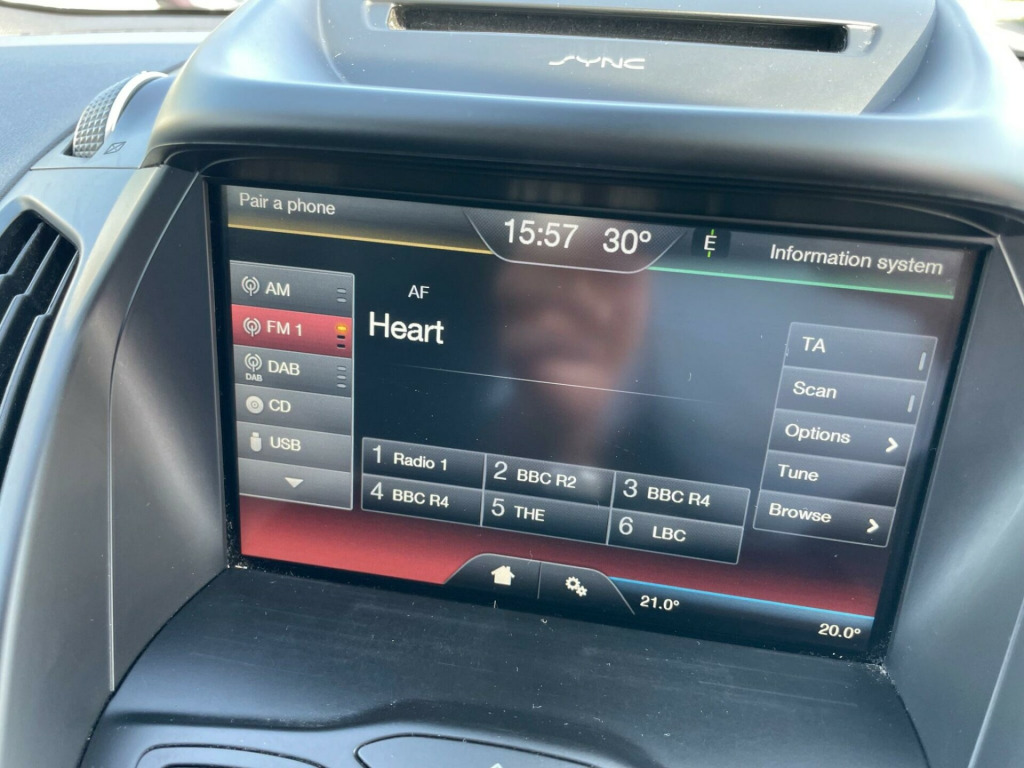 SYNC
Pair a phone
15:57 30°
E
Information system
AM
FM 1
DAB
DAB
CD
USB
AF
Heart
TA
Scan
Options
Tune
Browse
1 Radio 1
2 BBC R2
3 BBC R4
4 BBC R4
5 THE
6 LBC
21.0°
20.0°